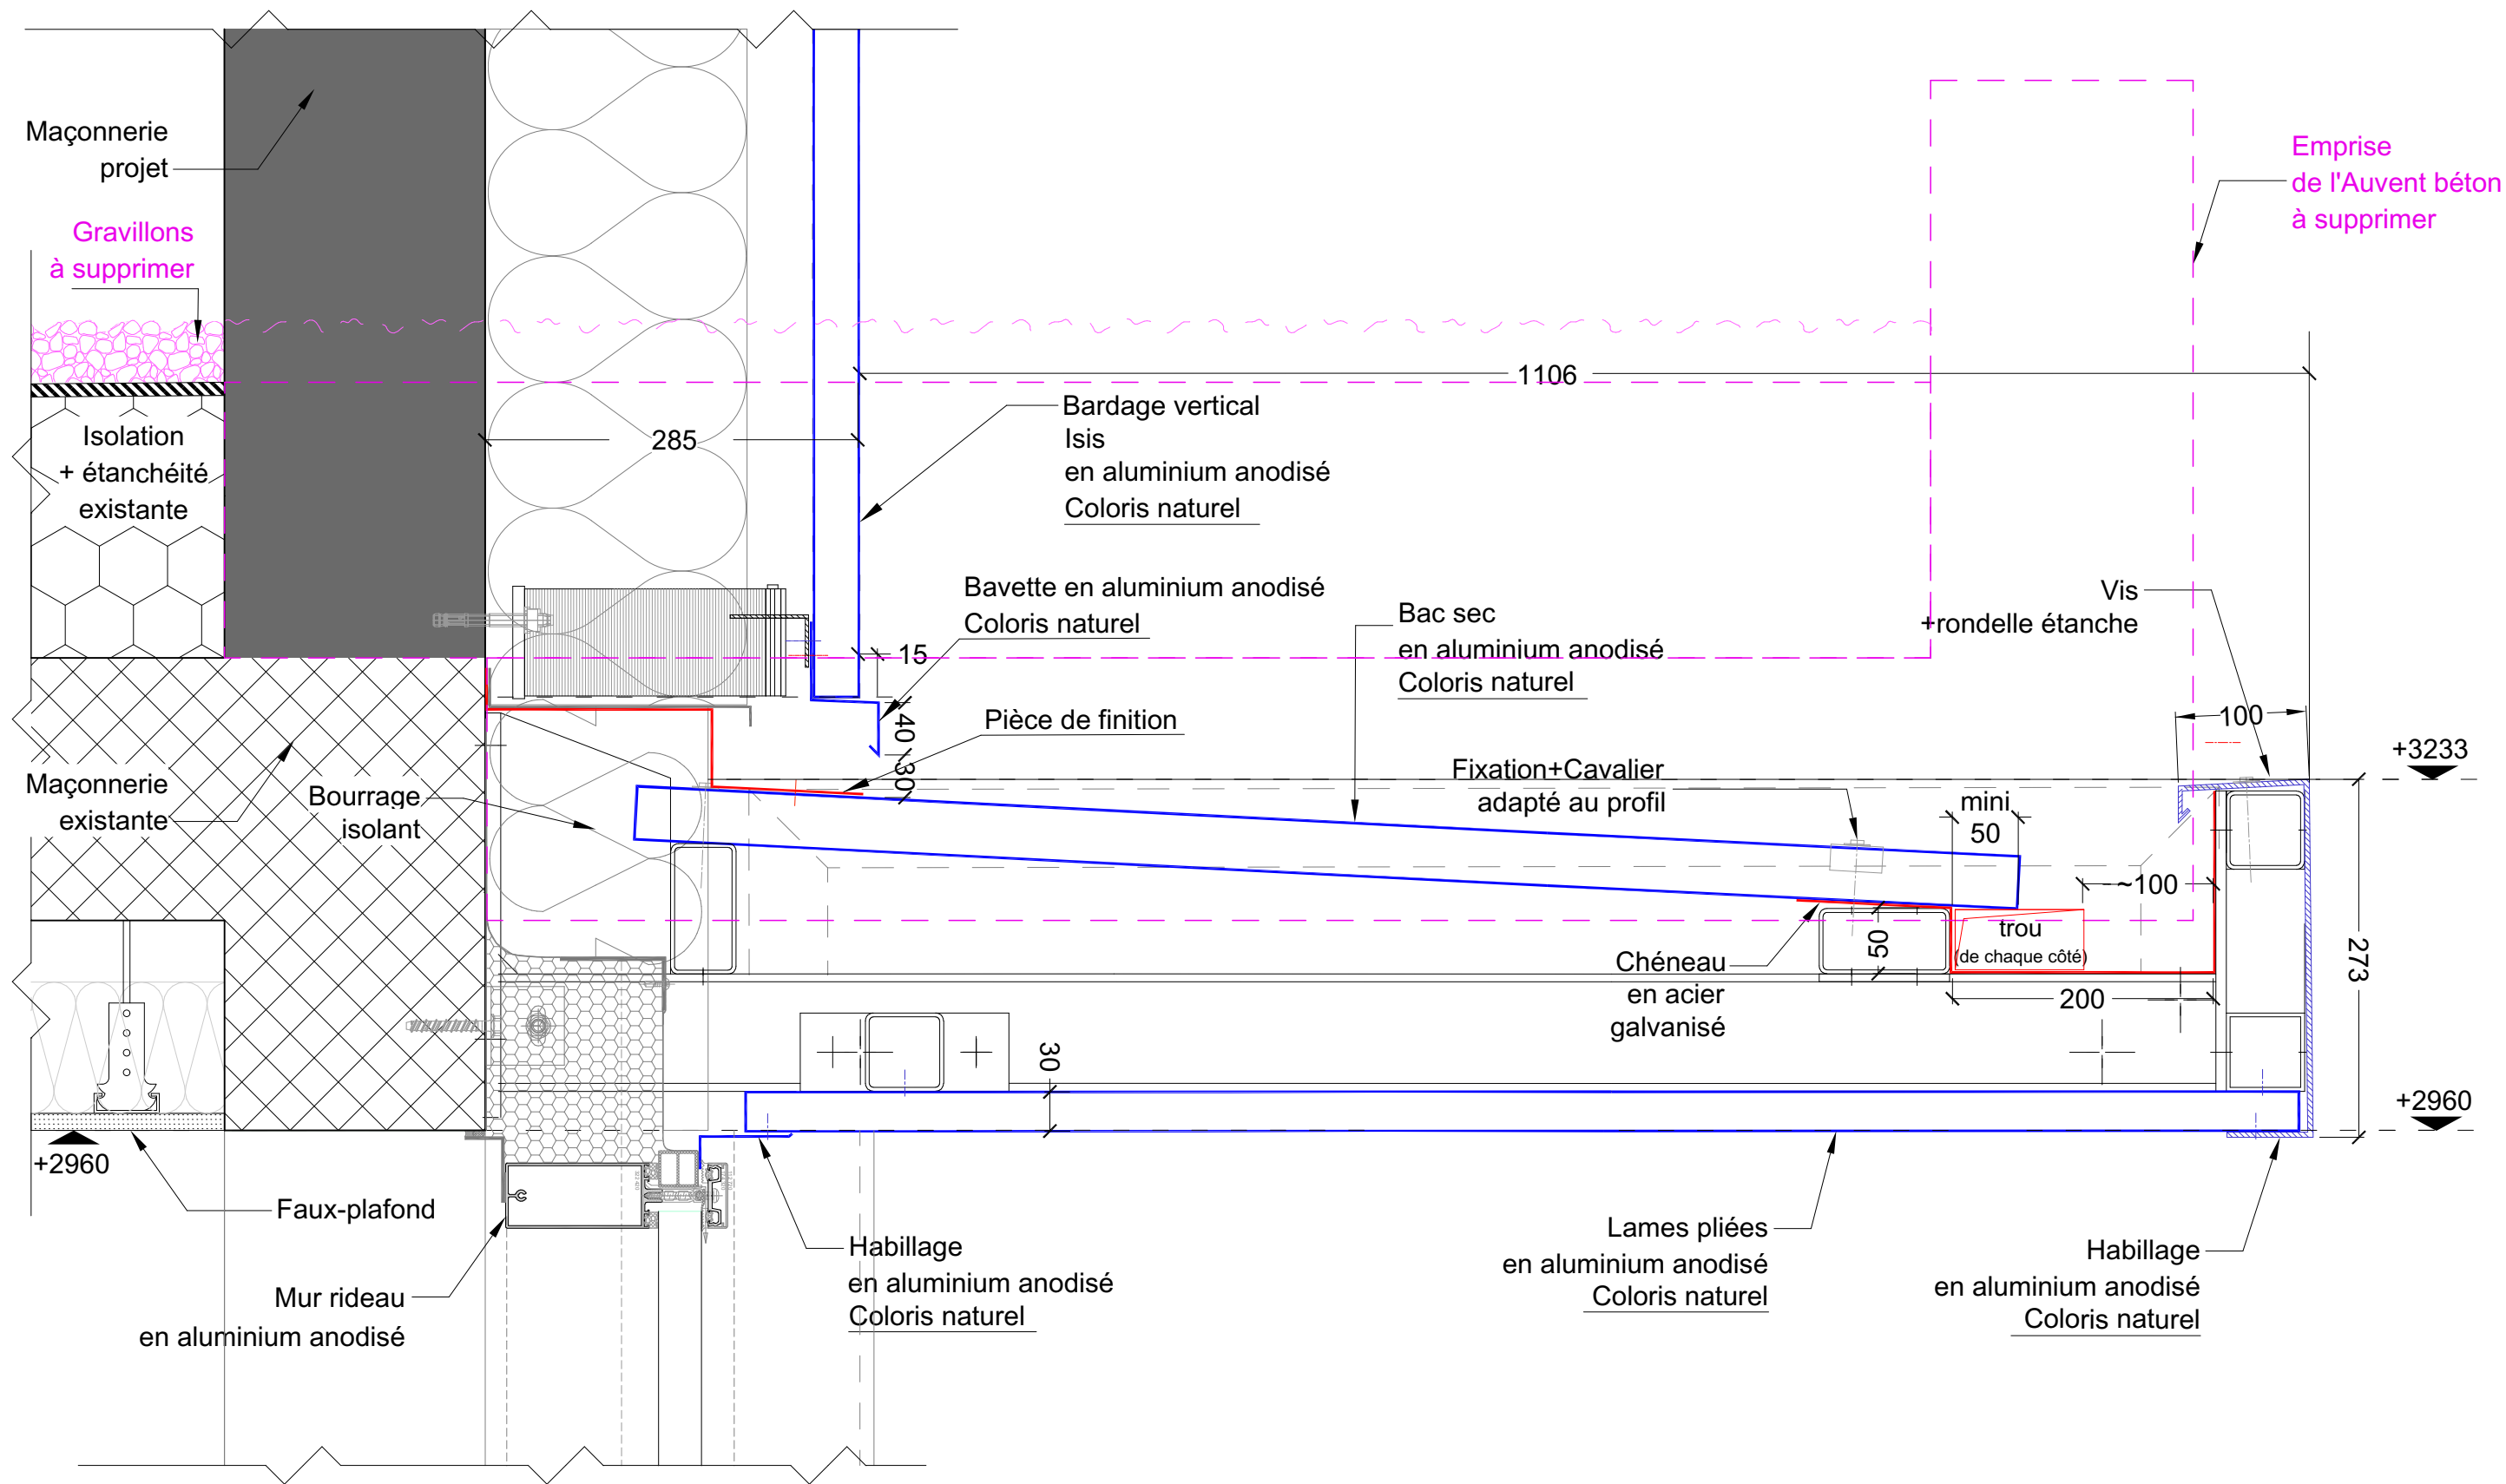 Maçonnerie
projet
Gravillons
à supprimer
Isolation
+ étanchéité
existante
Emprise
de l'Auvent béton
à supprimer
1106
285
Bardage vertical
Isis
en aluminium anodisé
Coloris naturel
Bavette en aluminium anodisé
Coloris naturel
15
Bac sec
en aluminium anodisé
Coloris naturel
Vis
+rondelle étanche
40
30
Pièce de finition
100
+3233
Maçonnerie
existante
Bourrage
isolant
Fixation+Cavalier
adapté au profil
mini
50
~100
trou
(de chaque côté)
50
Chéneau
en acier
galvanisé
200
273
30
+2960
+2960
Faux-plafond
Mur rideau
en aluminium anodisé
Habillage
en aluminium anodisé
Coloris naturel
Lames pliées
en aluminium anodisé
Coloris naturel
Habillage
en aluminium anodisé
Coloris naturel